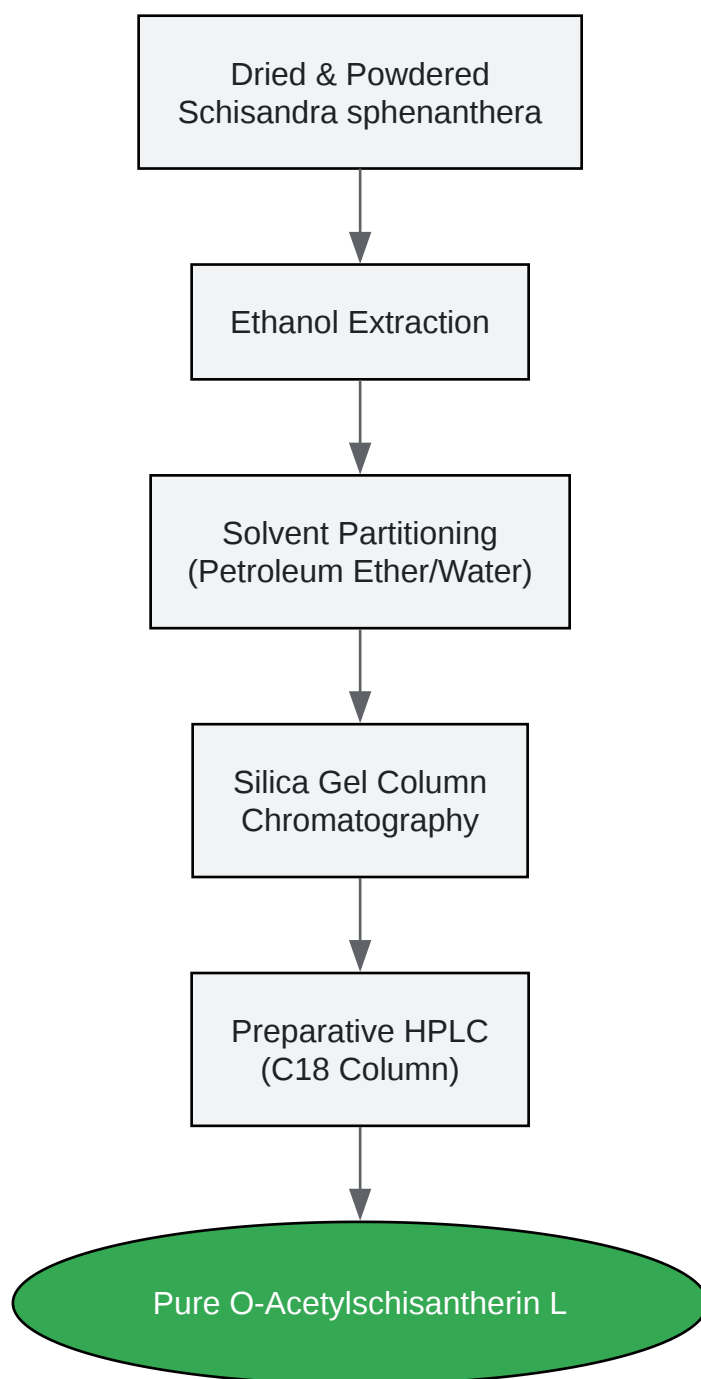 Dried & Powdered
Schisandra sphenanthera
Ethanol Extraction
Solvent Partitioning
(Petroleum Ether/Water)
Silica Gel Column
Chromatography
Preparative HPLC
(C18 Column)
Pure O-Acetylschisantherin L